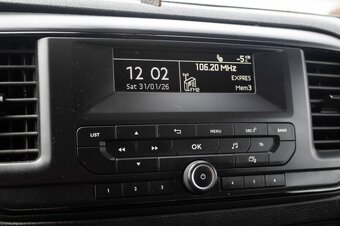 -5
12 02
106.20 MHz
EXPRES
Sat 31/01/26
Mem3
LIST
MENU
BAND
OK
TA
1
2
3
4
5
6